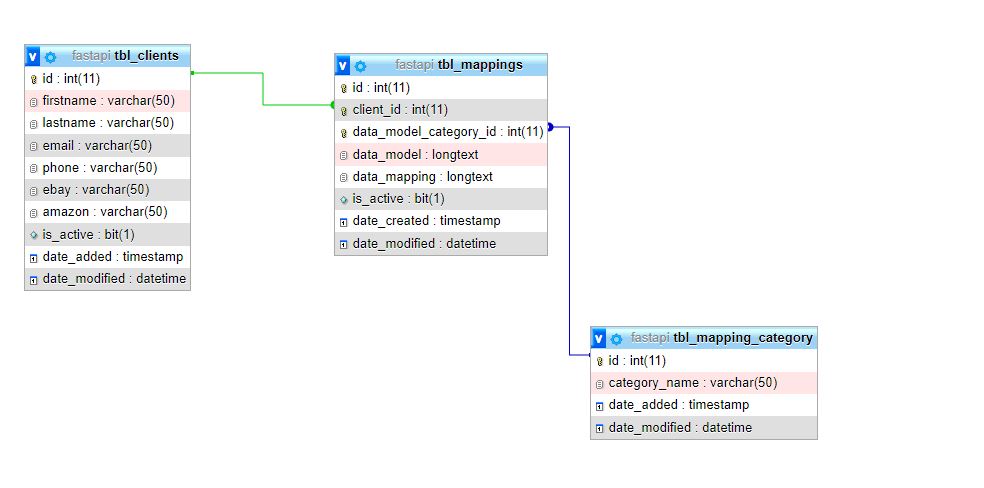 v fastapi tbl_clients
id : int(11)
firstname : varchar(50)
lastname : varchar(50)
email : varchar(50)
phone : varchar(50)
ebay : varchar(50)
amazon : varchar(50)
is_active : bit(1)
date_added : timestamp
date_modified : datetime
v fastapi tbl_mappings
id : int(11)
client_id : int(11)
data_model_category_id : int(11)
data_model : longtext
data_mapping : longtext
is_active : bit(1)
date_created : timestamp
date_modified : datetime
v fastapi tbl_mapping_category
id : int(11)
category_name : varchar(50)
date_added : timestamp
date_modified : datetime